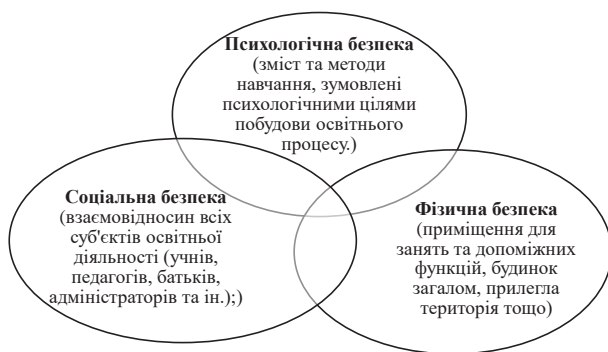 Психологічна безпека
(зміст та методи
навчання, зумовлені
психологічними цілями
побудови освітнього
процесу.)
Соціальна безпека
(взаємовідносин всіх
суб'єктів освітньої
діяльності (учнів,
педагогів, батьків,
адміністраторів та ін.);)
Фізична безпека
(приміщення для
занять та допоміжних
функцій, будинок
загалом, прилегла
територія тощо)